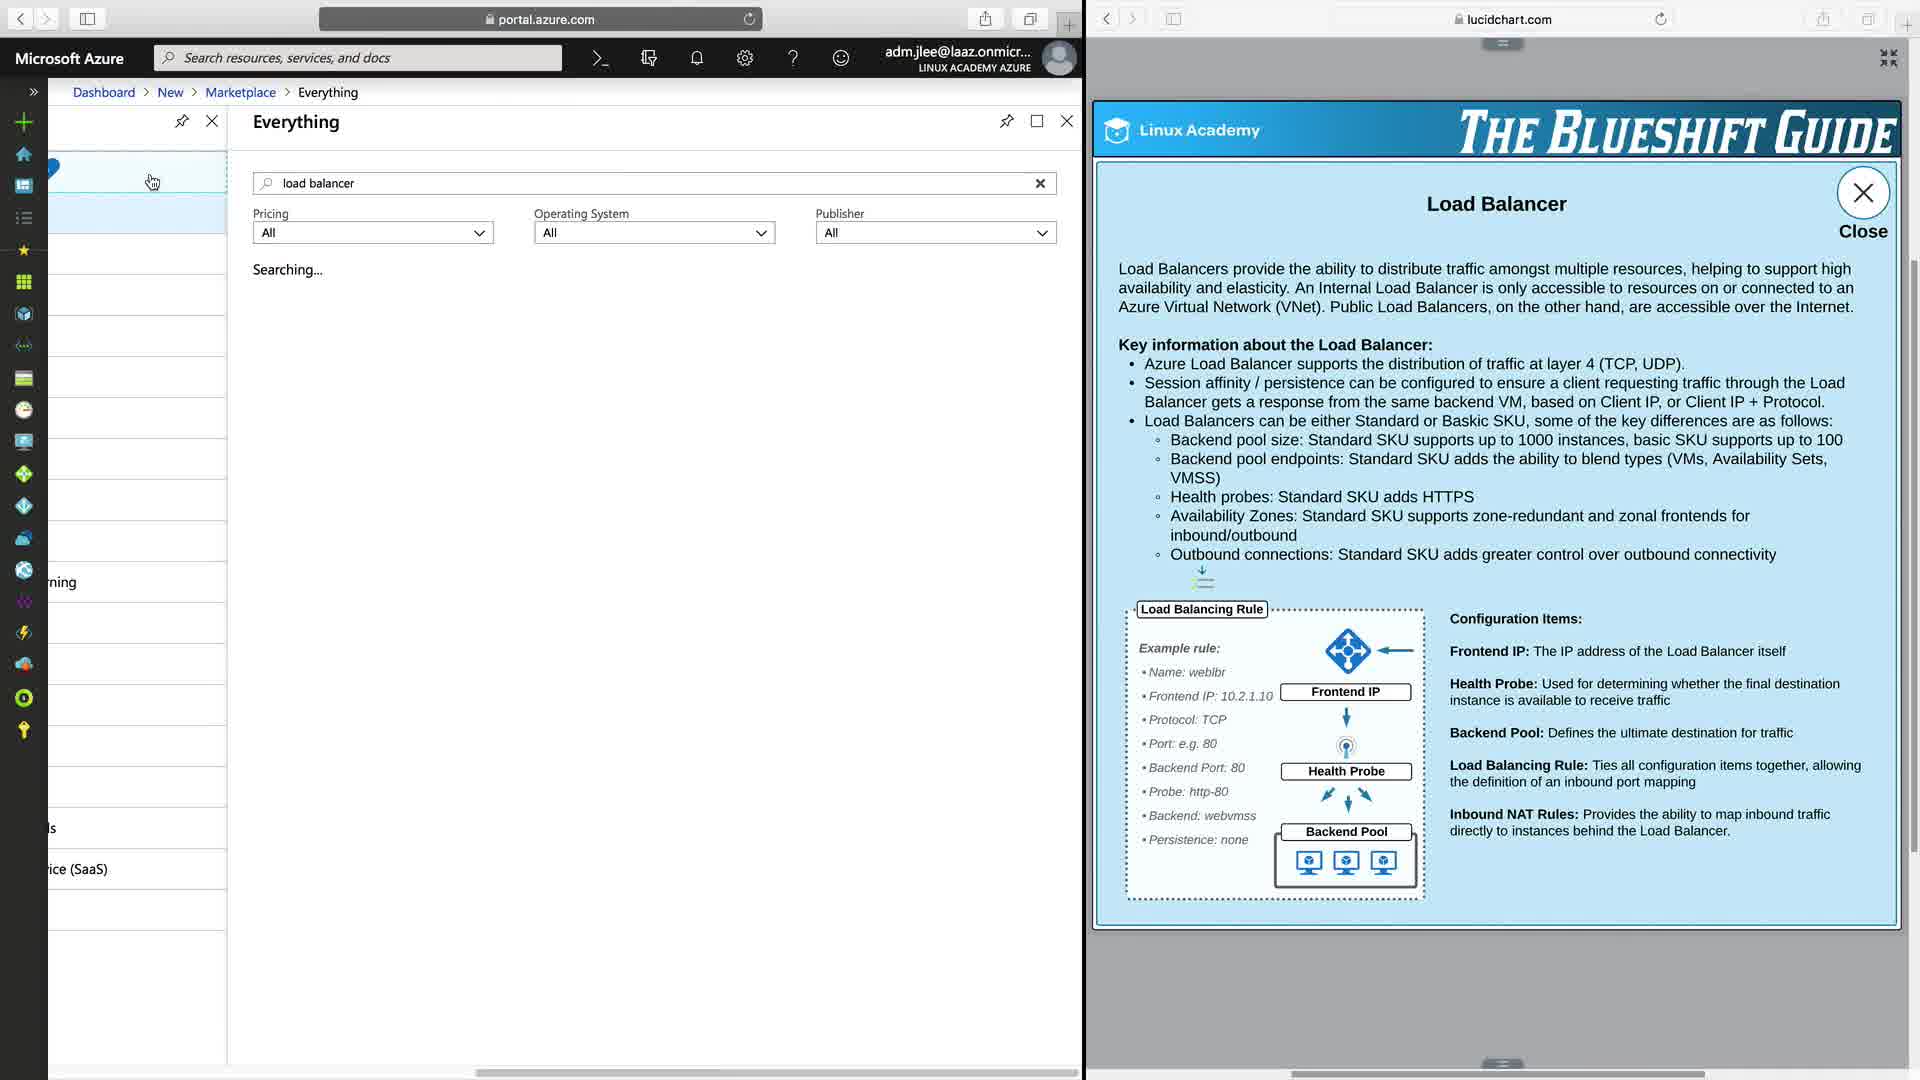 portal.azure.com
Microsoft Azure
Search resources, services, and docs
adm.jlee@laaz.onmicr...
LINUX ACADEMY AZURE
Dashboard > New > Marketplace > Everything
Everything
load balancer
Pricing
All
Operating System
All
Publisher
All
Searching...
rning
ls
ice (SaaS)
lucidchart.com
Linux Academy
THE BLUESHIFT GUIDE
Load Balancer
Close
Load Balancers provide the ability to distribute traffic amongst multiple resources, helping to support high
availability and elasticity. An Internal Load Balancer is only accessible to resources on or connected to an
Azure Virtual Network (VNet). Public Load Balancers, on the other hand, are accessible over the Internet.
Key information about the Load Balancer:
• Azure Load Balancer supports the distribution of traffic at layer 4 (TCP, UDP).
• Session affinity / persistence can be configured to ensure a client requesting traffic through the Load
Balancer gets a response from the same backend VM, based on Client IP, or Client IP + Protocol.
• Load Balancers can be either Standard or Baskic SKU, some of the key differences are as follows:
◦ Backend pool size: Standard SKU supports up to 1000 instances, basic SKU supports up to 100
◦ Backend pool endpoints: Standard SKU adds the ability to blend types (VMs, Availability Sets,
VMSS)
◦ Health probes: Standard SKU adds HTTPS
◦ Availability Zones: Standard SKU supports zone-redundant and zonal frontends for
inbound/outbound
◦ Outbound connections: Standard SKU adds greater control over outbound connectivity
Load Balancing Rule
Example rule:
• Name: weblbr
• Frontend IP: 10.2.1.10
• Protocol: TCP
• Port: e.g. 80
• Backend Port: 80
• Probe: http-80
• Backend: webvmss
• Persistence: none
Frontend IP
Health Probe
Backend Pool
Configuration Items:
Frontend IP: The IP address of the Load Balancer itself
Health Probe: Used for determining whether the final destination
instance is available to receive traffic
Backend Pool: Defines the ultimate destination for traffic
Load Balancing Rule: Ties all configuration items together, allowing
the definition of an inbound port mapping
Inbound NAT Rules: Provides the ability to map inbound traffic
directly to instances behind the Load Balancer.